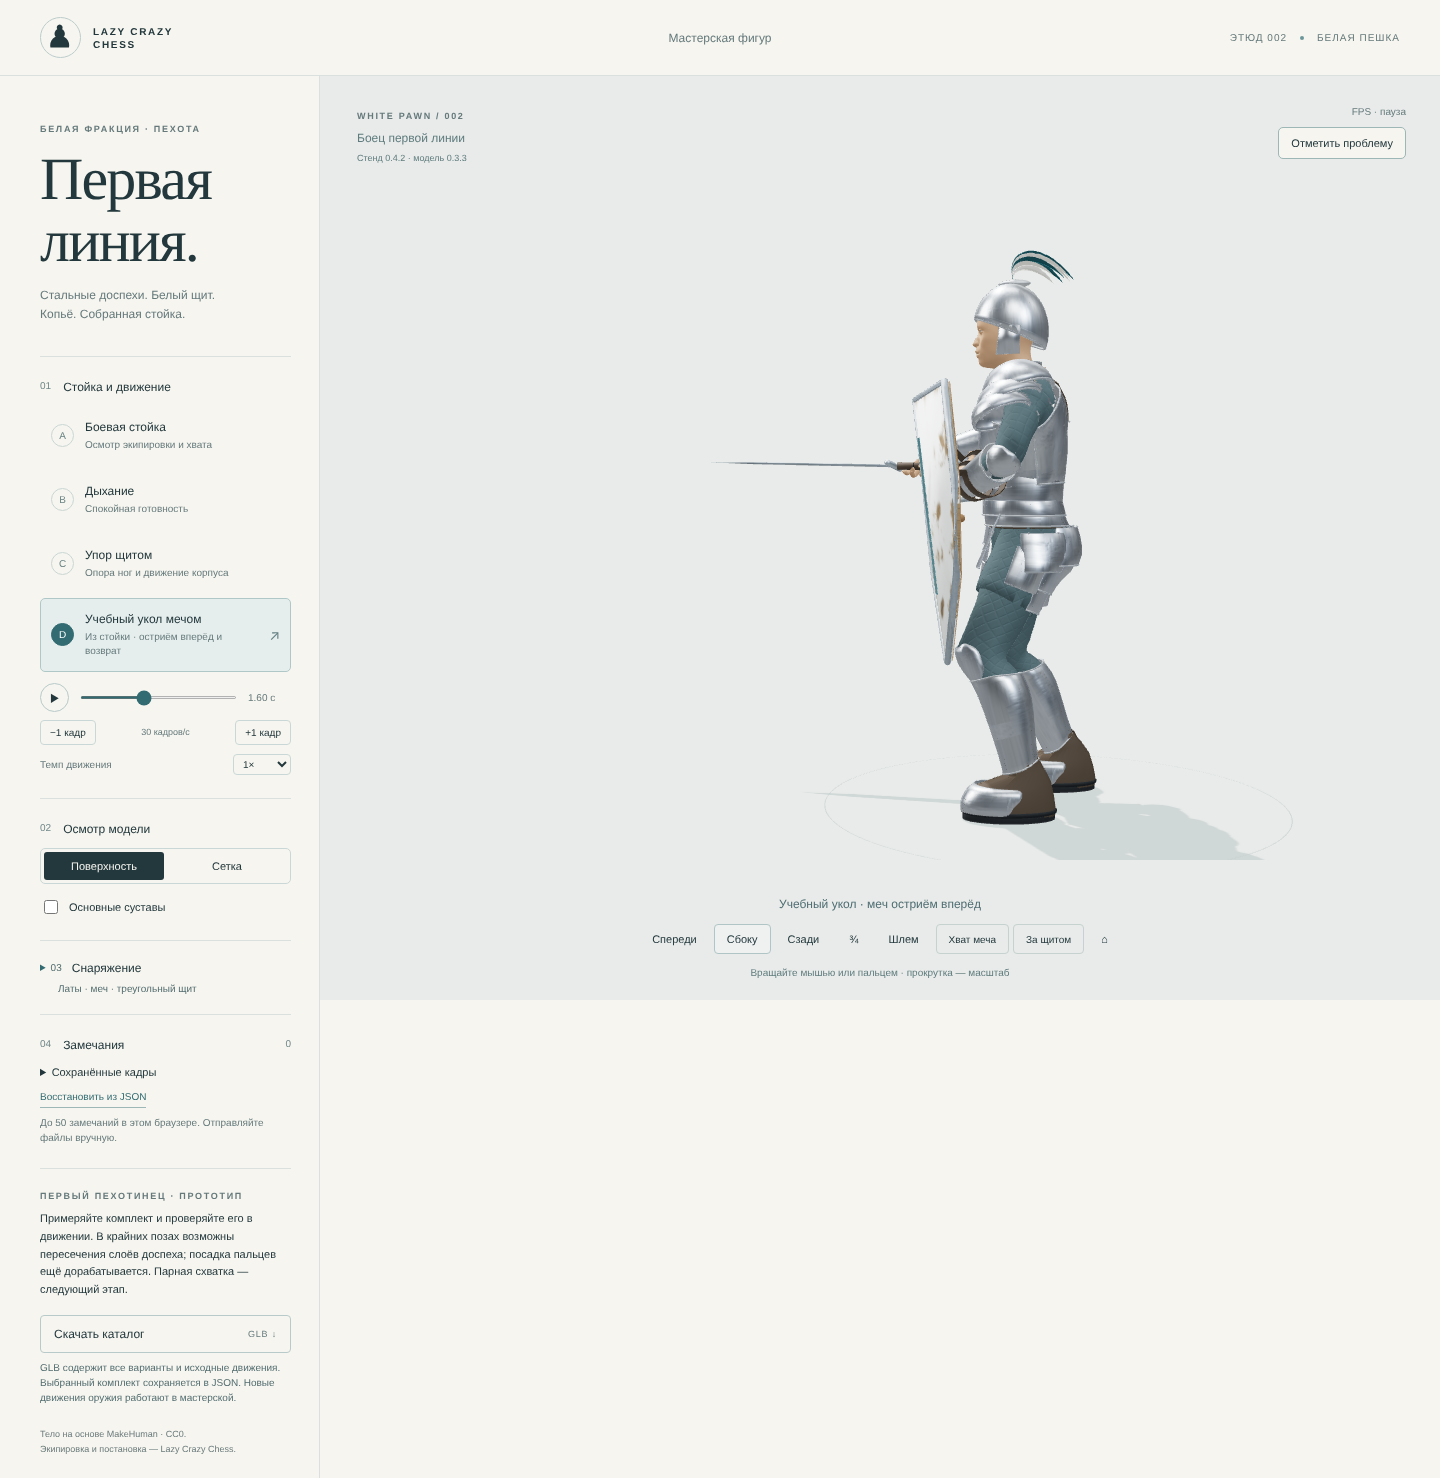 LAZY CRAZY
CHESS
Мастерская фигур
ЭТЮД 002 • БЕЛАЯ ПЕШКА
БЕЛАЯ ФРАКЦИЯ · ПЕХОТА
Первая
линия.
Стальные доспехи. Белый щит.
Копьё. Собранная стойка.
01 Стойка и движение
A Боевая стойка
Осмотр экипировки и хвата
B Дыхание
Спокойная готовность
C Упор щитом
Опора ног и движение корпуса
D Учебный укол мечом
Из стойки · остриём вперёд и
возврат
1.60 с
−1 кадр 30 кадров/с +1 кадр
Темп движения 1×
02 Осмотр модели
Поверхность Сетка
Основные суставы
03 Снаряжение
Латы · меч · треугольный щит
04 Замечания 0
Сохранённые кадры
Восстановить из JSON
До 50 замечаний в этом браузере. Отправляйте
файлы вручную.
ПЕРВЫЙ ПЕХОТИНЕЦ · ПРОТОТИП
Примеряйте комплект и проверяйте его в
движении. В крайних позах возможны
пересечения слоёв доспеха; посадка пальцев
ещё дорабатывается. Парная схватка —
следующий этап.
Скачать каталог GLB ↓
GLB содержит все варианты и исходные движения.
Выбранный комплект сохраняется в JSON. Новые
движения оружия работают в мастерской.
Тело на основе MakeHuman · CC0.
Экипировка и постановка — Lazy Crazy Chess.
WHITE PAWN / 002
Боец первой линии
Стенд 0.4.2 · модель 0.3.3
FPS · пауза
Отметить проблему
Учебный укол · меч остриём вперёд
Спереди Сбоку Сзади ¾ Шлем Хват меча За щитом ⌂
Вращайте мышью или пальцем · прокрутка — масштаб